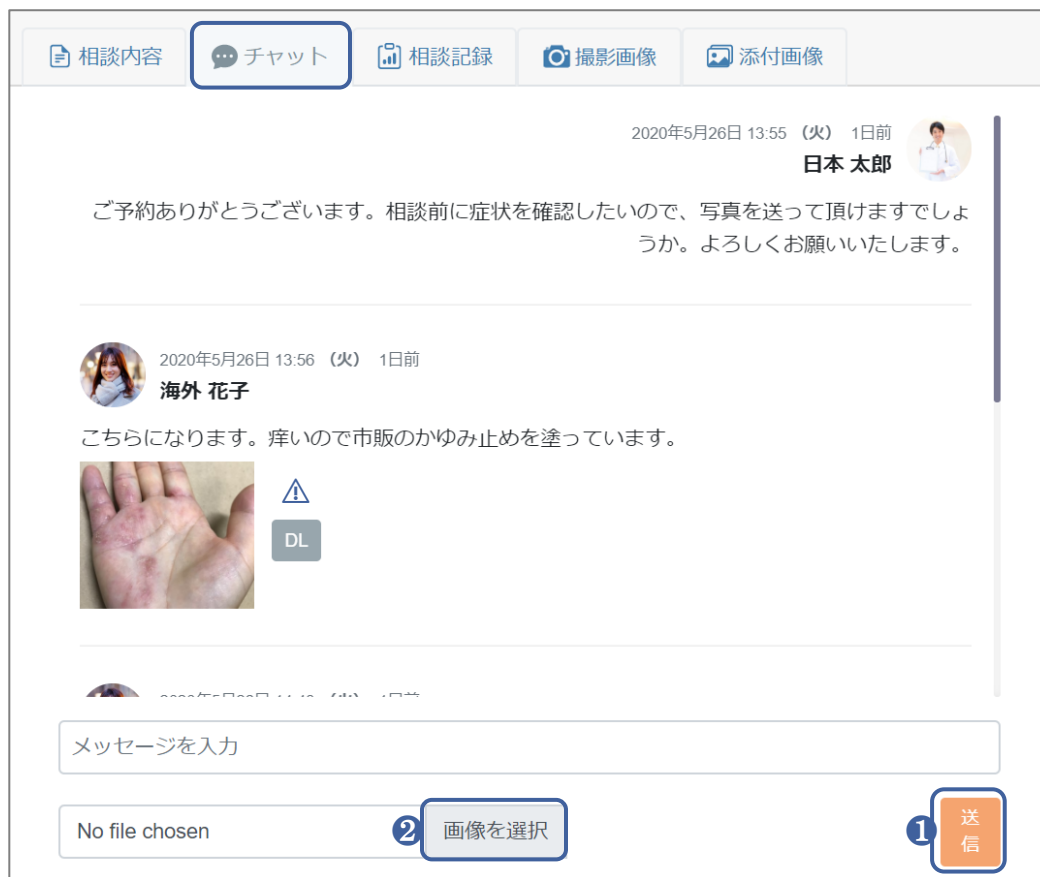 相談内容 チャット 相談記録 撮影画像 添付画像
2020年5月26日 13:55 （火） 1日前
日本 太郎
ご予約ありがとうございます。相談前に症状を確認したいので、写真を送って頂けますでしょ
うか。よろしくお願いいたします。
2020年5月26日 13:56 （火） 1日前
海外 花子
こちらになります。痒いので市販のかゆみ止めを塗っています。
DL
メッセージを入力
No file chosen
❷ 画像を選択
❶ 送
信